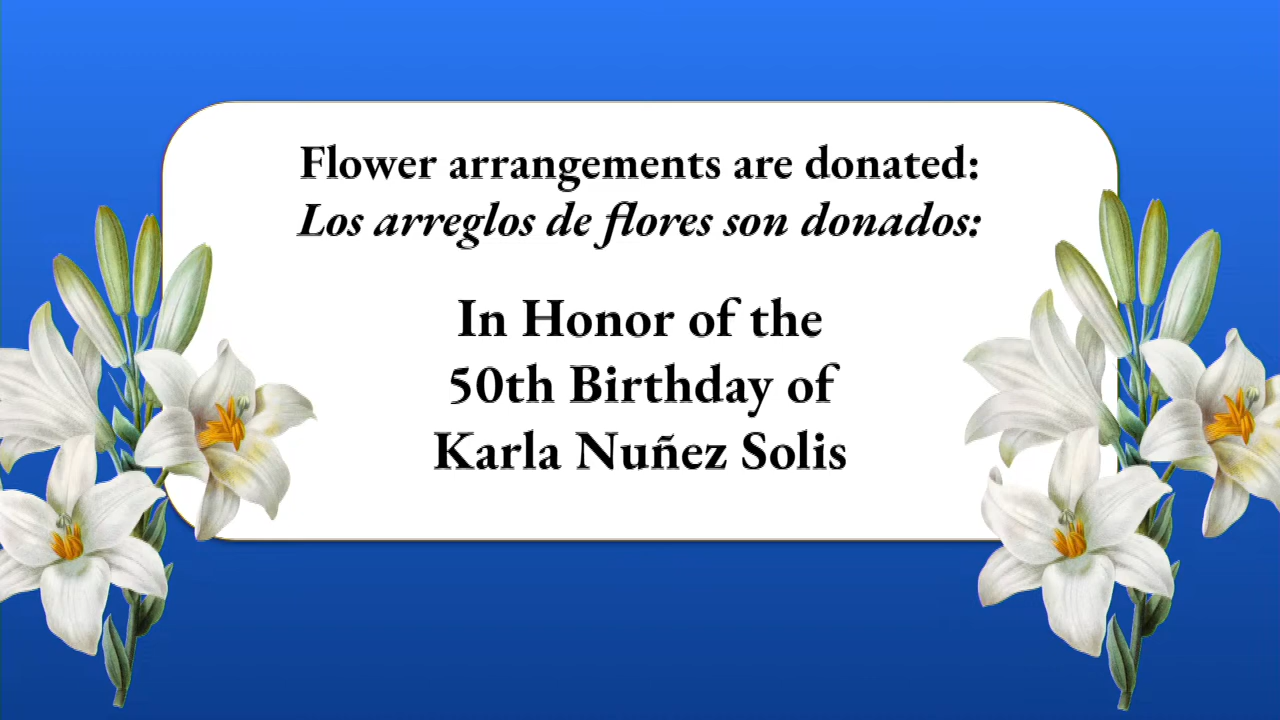 Flower arrangements are donated:
Los arreglos de flores son donados:
In Honor of the
50th Birthday of
Karla Nuñez Solis